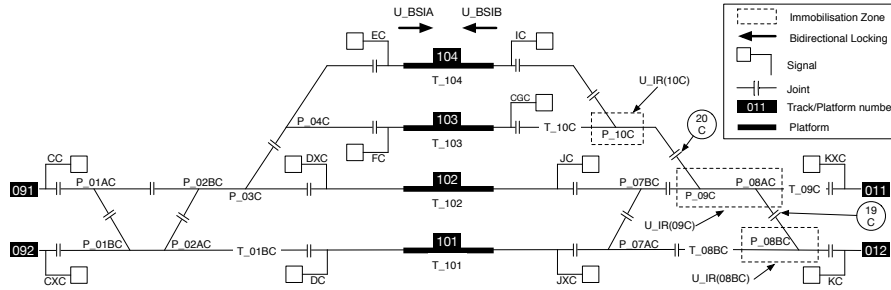 U_BSIA U_BSIB
Immobilisation Zone
Bidirectional Locking
Signal
Joint
011 Track/Platform numbe
Platform
EC 104 IC
T_104
U_IR(10C)
CGC
20
C
P_04C 103 T_10C P_10C
T_103
FC
CC DXC JC KXC
091 P_01AC P_02BC 102 P_07BC P_08AC 011
P_03C T_102 P_09C T_09C
U_IR(09C)
19
C
092 P_01BC P_02AC T_01BC 101 P_07AC T_08BC P_08BC 012
T_101
CXC DC JXC KC
U_IR(08BC)